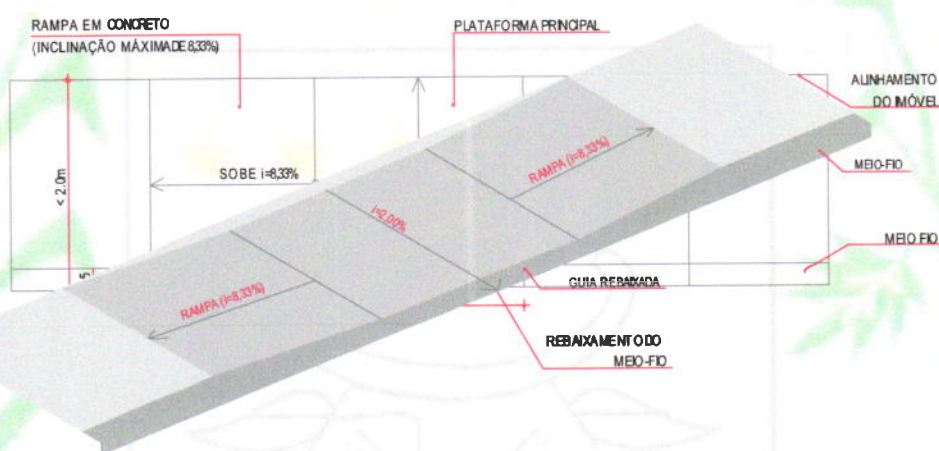 RAMPA EM CONCRETO
(INCLINAÇÃO MÁXIMA DE 8,33%)
PLATAFORMA PRINCIPAL
ALINHAMENTO
DO IMÓVEL
MEIO-FIO
RAMPA (i=8,33%)
SOBE i=8,33%
< 2.0m
i=2,00%
MEIO FIO
GUIA REBAIXADA
RAMPA (i=8,33%)
REBAIXAMENTO DO
MEIO-FIO